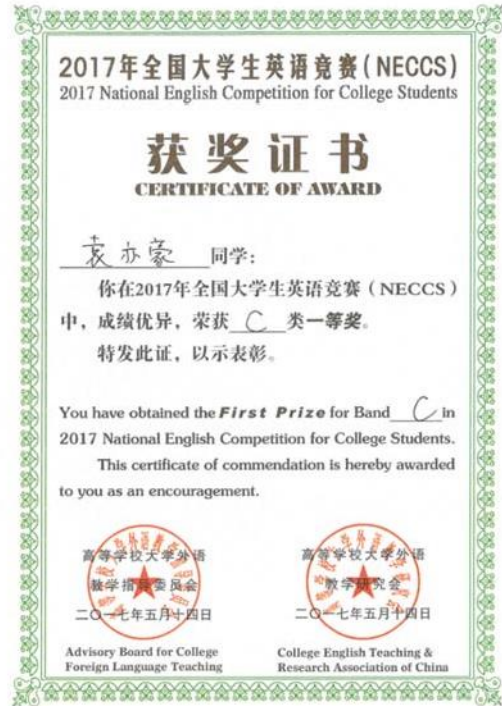 2017年全国大学生英语竞赛(NECCS)
2017 National English Competition for College Students
获奖证书
CERTIFICATE OF AWARD
袁亦豪 同学:
你在2017年全国大学生英语竞赛(NECCS)
中,成绩优异,荣获 C 类一等奖。
特发此证,以示表彰。
You have obtained the First Prize for Band C in
2017 National English Competition for College Students.
This certificate of commendation is hereby awarded
to you as an encouragement.
高等学校大学外语
教学指导委员会
二〇一七年五月十四日
Advisory Board for College
Foreign Language Teaching
高等学校大学外语
教学研究会
二〇一七年五月十四日
College English Teaching &
Research Association of China